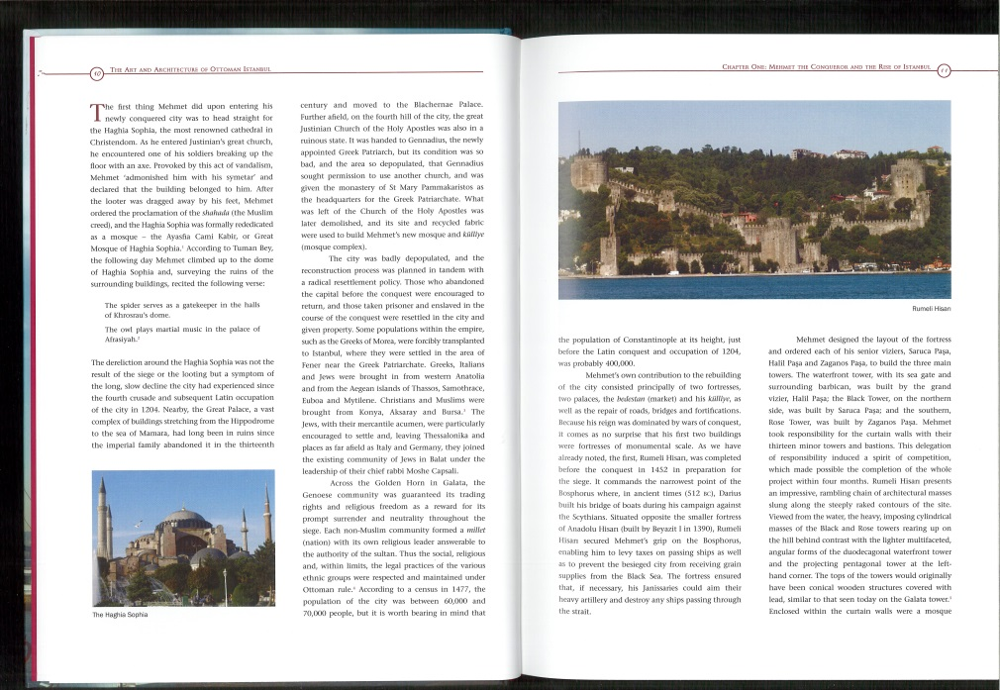 10
The Art and Architecture of Ottoman Istanbul
The first thing Mehmet did upon entering his
newly conquered city was to head straight for
the Haghia Sophia, the most renowned cathedral in
Christendom. As he entered Justinian's great church,
he encountered one of his soldiers breaking up the
floor with an axe. Provoked by this act of vandalism,
Mehmet 'admonished him with his symetar' and
declared that the building belonged to him. After
the looter was dragged away by his feet, Mehmet
ordered the proclamation of the shahada (the Muslim
creed), and the Haghia Sophia was formally rededicated
as a mosque – the Ayasfia Cami Kabir, or Great
Mosque of Haghia Sophia.¹ According to Tuman Bey,
the following day Mehmet climbed up to the dome
of Haghia Sophia and, surveying the ruins of the
surrounding buildings, recited the following verse:
The spider serves as a gatekeeper in the halls
of Khrosrau's dome.
The owl plays martial music in the palace of
Afrasiyah.²
The dereliction around the Haghia Sophia was not the
result of the siege or the looting but a symptom of
the long, slow decline the city had experienced since
the fourth crusade and subsequent Latin occupation
of the city in 1204. Nearby, the Great Palace, a vast
complex of buildings stretching from the Hippodrome
to the sea of Mamara, had long been in ruins since
the imperial family abandoned it in the thirteenth
The Haghia Sophia
century and moved to the Blachernae Palace.
Further afield, on the fourth hill of the city, the great
Justinian Church of the Holy Apostles was also in a
ruinous state. It was handed to Gennadius, the newly
appointed Greek Patriarch, but its condition was so
bad, and the area so depopulated, that Gennadius
sought permission to use another church, and was
given the monastery of St Mary Pammakaristos as
the headquarters for the Greek Patriarchate. What
was left of the Church of the Holy Apostles was
later demolished, and its site and recycled fabric
were used to build Mehmet's new mosque and külliye
(mosque complex).
The city was badly depopulated, and the
reconstruction process was planned in tandem with
a radical resettlement policy. Those who abandoned
the capital before the conquest were encouraged to
return, and those taken prisoner and enslaved in the
course of the conquest were resettled in the city and
given property. Some populations within the empire,
such as the Greeks of Morea, were forcibly transplanted
to Istanbul, where they were settled in the area of
Fener near the Greek Patriarchate. Greeks, Italians
and Jews were brought in from western Anatolia
and from the Aegean islands of Thassos, Samothrace,
Euboa and Mytilene. Christians and Muslims were
brought from Konya, Aksaray and Bursa.³ The
Jews, with their mercantile acumen, were particularly
encouraged to settle and, leaving Thessalonika and
places as far afield as Italy and Germany, they joined
the existing community of Jews in Balat under the
leadership of their chief rabbi Moshe Capsali.
Across the Golden Horn in Galata, the
Genoese community was guaranteed its trading
rights and religious freedom as a reward for its
prompt surrender and neutrality throughout the
siege. Each non-Muslim community formed a millet
(nation) with its own religious leader answerable to
the authority of the sultan. Thus the social, religious
and, within limits, the legal practices of the various
ethnic groups were respected and maintained under
Ottoman rule.⁴ According to a census in 1477, the
population of the city was between 60,000 and
70,000 people, but it is worth bearing in mind that
Chapter One: Mehmet the Conqueror and the Rise of Istanbul
11
Rumeli Hisarı
the population of Constantinople at its height, just
before the Latin conquest and occupation of 1204,
was probably 400,000.
Mehmet's own contribution to the rebuilding
of the city consisted principally of two fortresses,
two palaces, the bedestan (market) and his külliye, as
well as the repair of roads, bridges and fortifications.
Because his reign was dominated by wars of conquest,
it comes as no surprise that his first two buildings
were fortresses of monumental scale. As we have
already noted, the first, Rumeli Hisarı, was completed
before the conquest in 1452 in preparation for
the siege. It commands the narrowest point of the
Bosphorus where, in ancient times (512 BC), Darius
built his bridge of boats during his campaign against
the Scythians. Situated opposite the smaller fortress
of Anadolu Hisarı (built by Beyazit I in 1390), Rumeli
Hisarı secured Mehmet's grip on the Bosphorus,
enabling him to levy taxes on passing ships as well
as to prevent the besieged city from receiving grain
supplies from the Black Sea. The fortress ensured
that, if necessary, his Janissaries could aim their
heavy artillery and destroy any ships passing through
the strait.
Mehmet designed the layout of the fortress
and ordered each of his senior viziers, Saruca Paşa,
Halil Paşa and Zaganos Paşa, to build the three main
towers. The waterfront tower, with its sea gate and
surrounding barbican, was built by the grand
vizier, Halil Paşa; the Black Tower, on the northern
side, was built by Saruca Paşa; and the southern,
Rose Tower, was built by Zaganos Paşa. Mehmet
took responsibility for the curtain walls with their
thirteen minor towers and bastions. This delegation
of responsibility induced a spirit of competition,
which made possible the completion of the whole
project within four months. Rumeli Hisarı presents
an impressive, rambling chain of architectural masses
slung along the steeply raked contours of the site.
Viewed from the water, the heavy, imposing cylindrical
masses of the Black and Rose towers rearing up on
the hill behind contrast with the lighter multifaceted,
angular forms of the duodecagonal waterfront tower
and the projecting pentagonal tower at the left-
hand corner. The tops of the towers would originally
have been conical wooden structures covered with
lead, similar to that seen today on the Galata tower.⁵
Enclosed within the curtain walls were a mosque